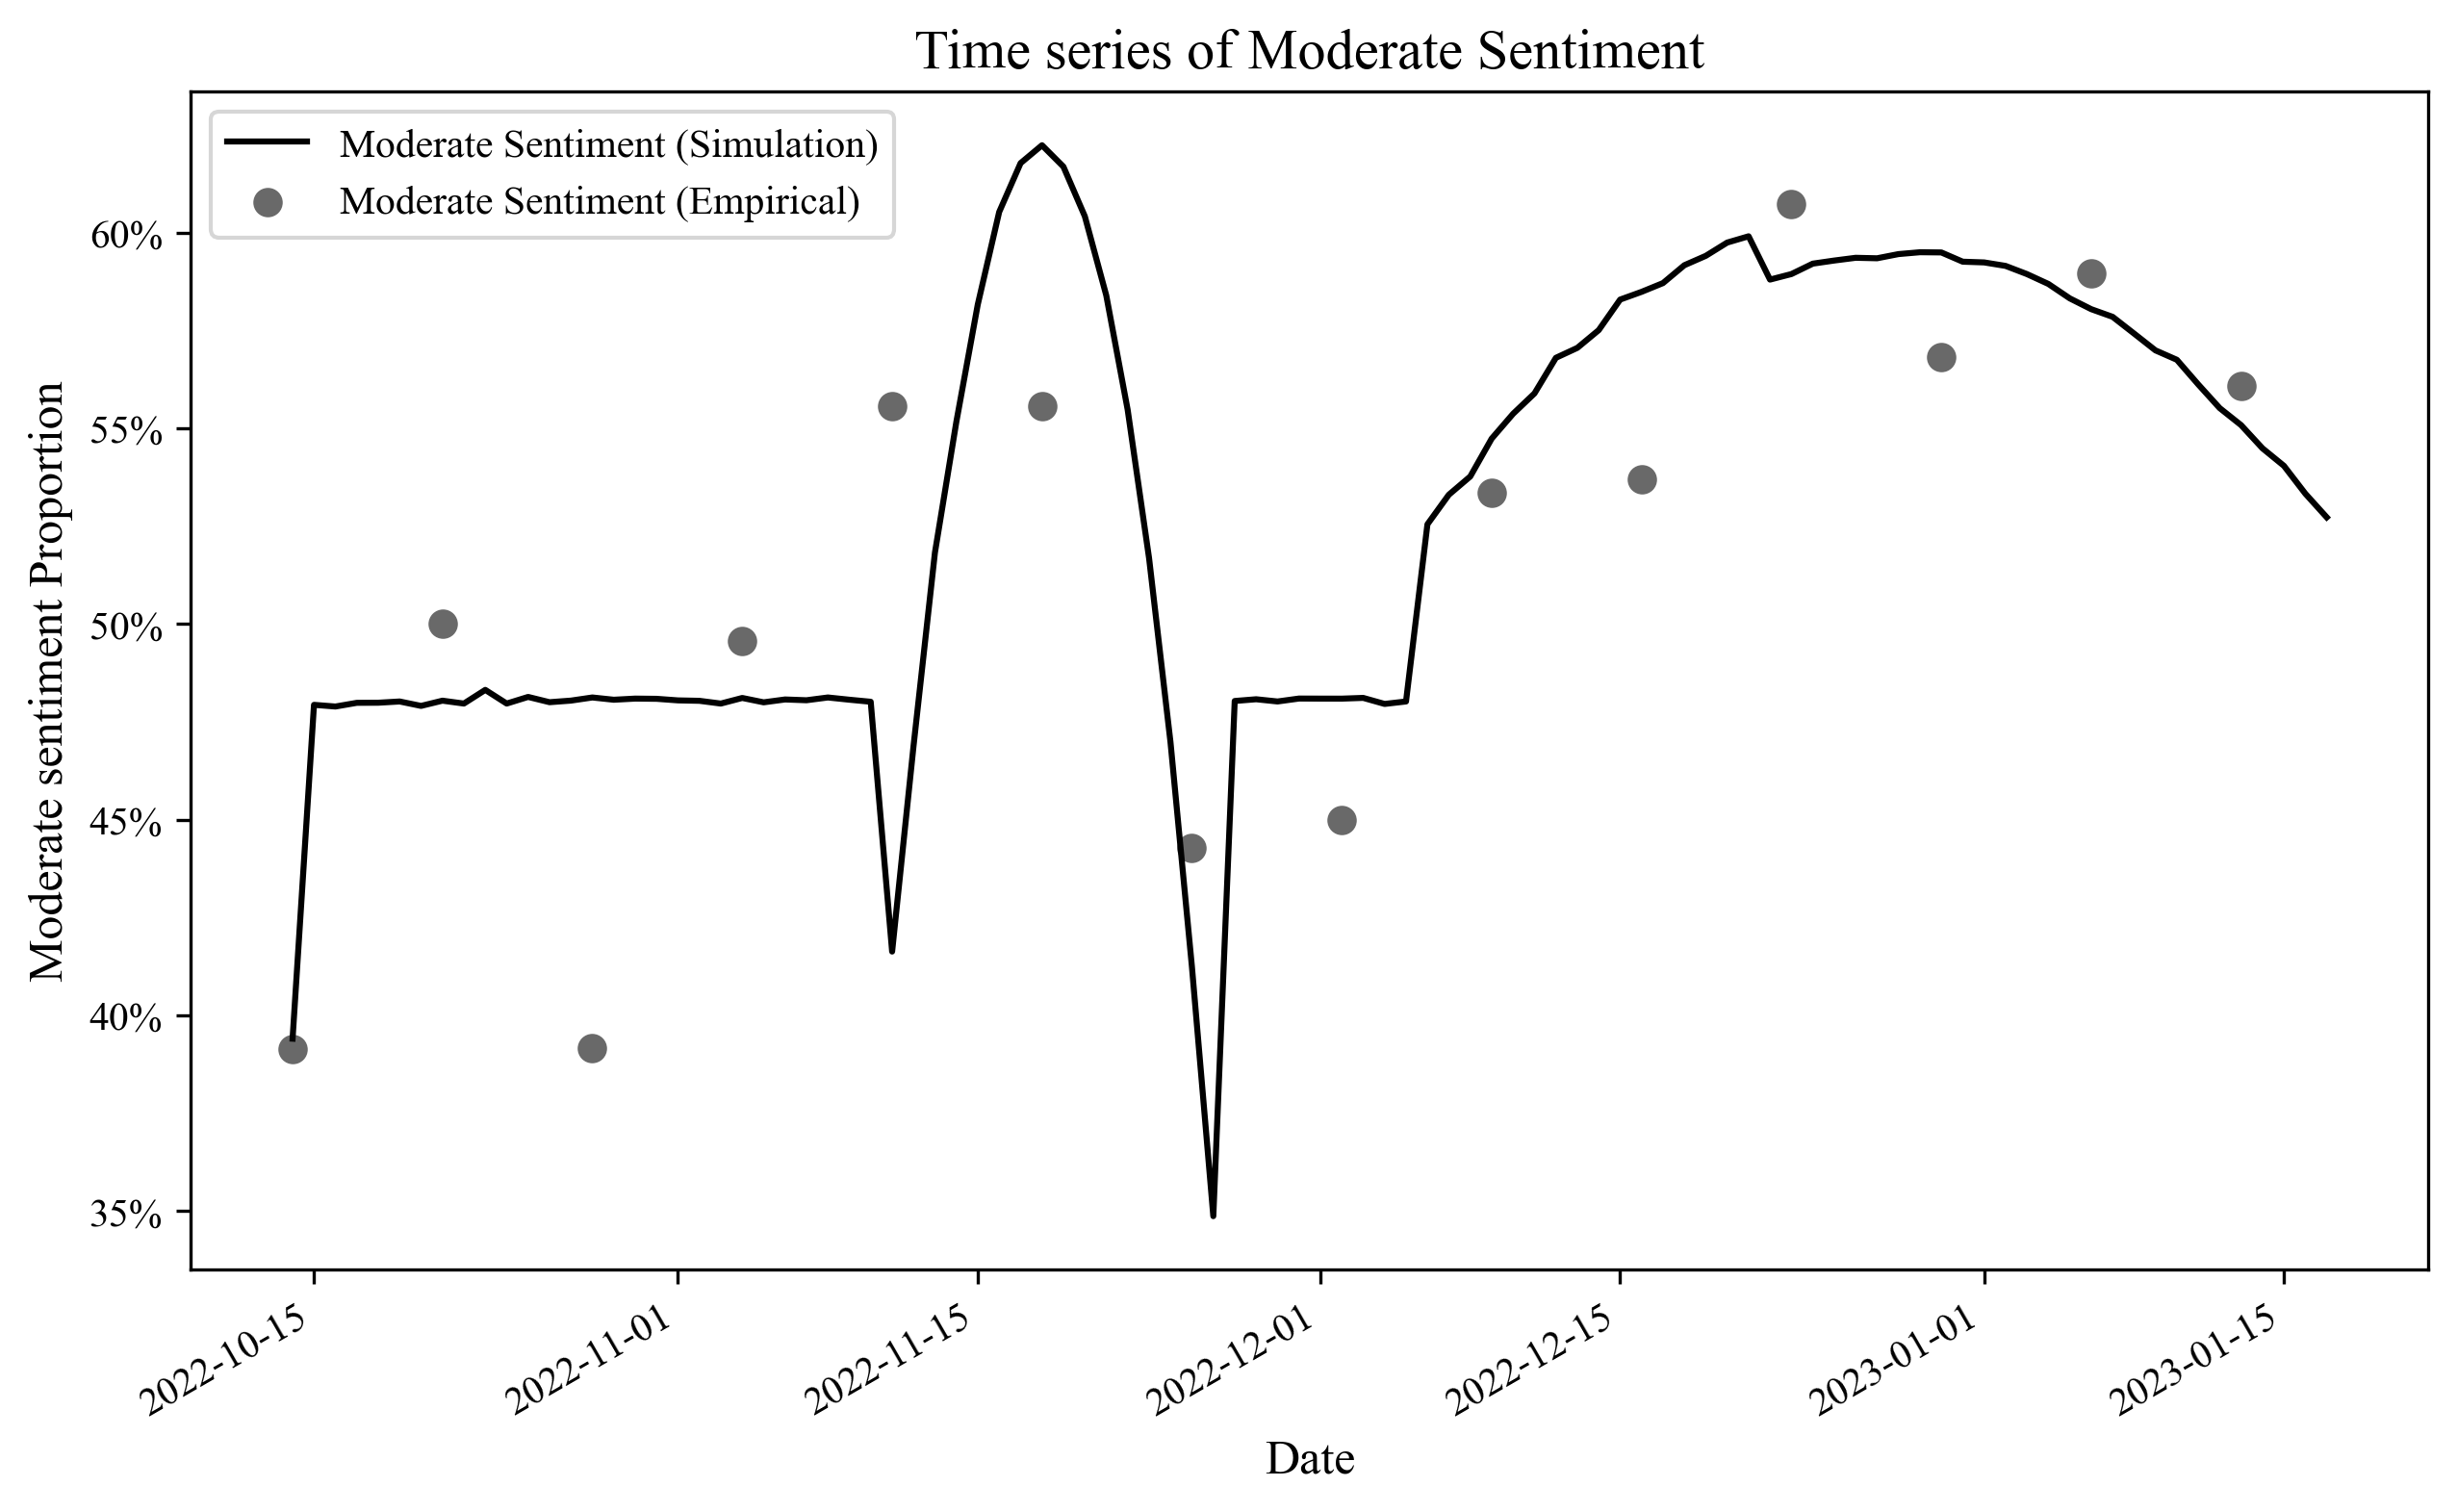 Time series of Moderate Sentiment
Moderate Sentiment (Simulation)
Moderate Sentiment (Empirical)
Moderate sentiment Proportion
60%
55%
50%
45%
40%
35%
2022-10-15
2022-11-01
2022-11-15
2022-12-01
2022-12-15
2023-01-01
2023-01-15
Date